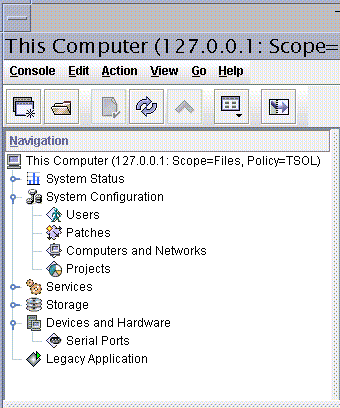 This Computer (127.0.0.1: Scope=
Console Edit Action View Go Help
Navigation
This Computer (127.0.0.1: Scope=Files, Policy=TSOL)
System Status
System Configuration
Users
Patches
Computers and Networks
Projects
Services
Storage
Devices and Hardware
Serial Ports
Legacy Application